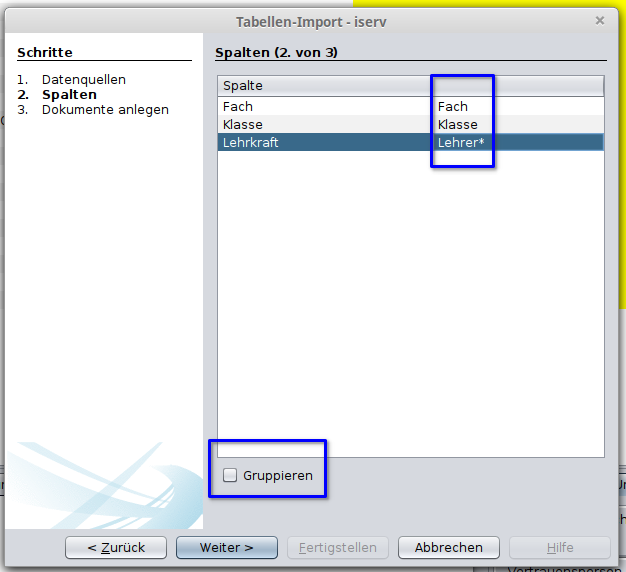 Tabellen-Import - iserv
Schritte
1. Datenquellen
2. Spalten
3. Dokumente anlegen
Spalten (2. von 3)
Spalte
Fach Fach
Klasse Klasse
Lehrkraft Lehrer*
Gruppieren
< Zurück Weiter > Fertigstellen Abbrechen Hilfe
Vertrauensperson